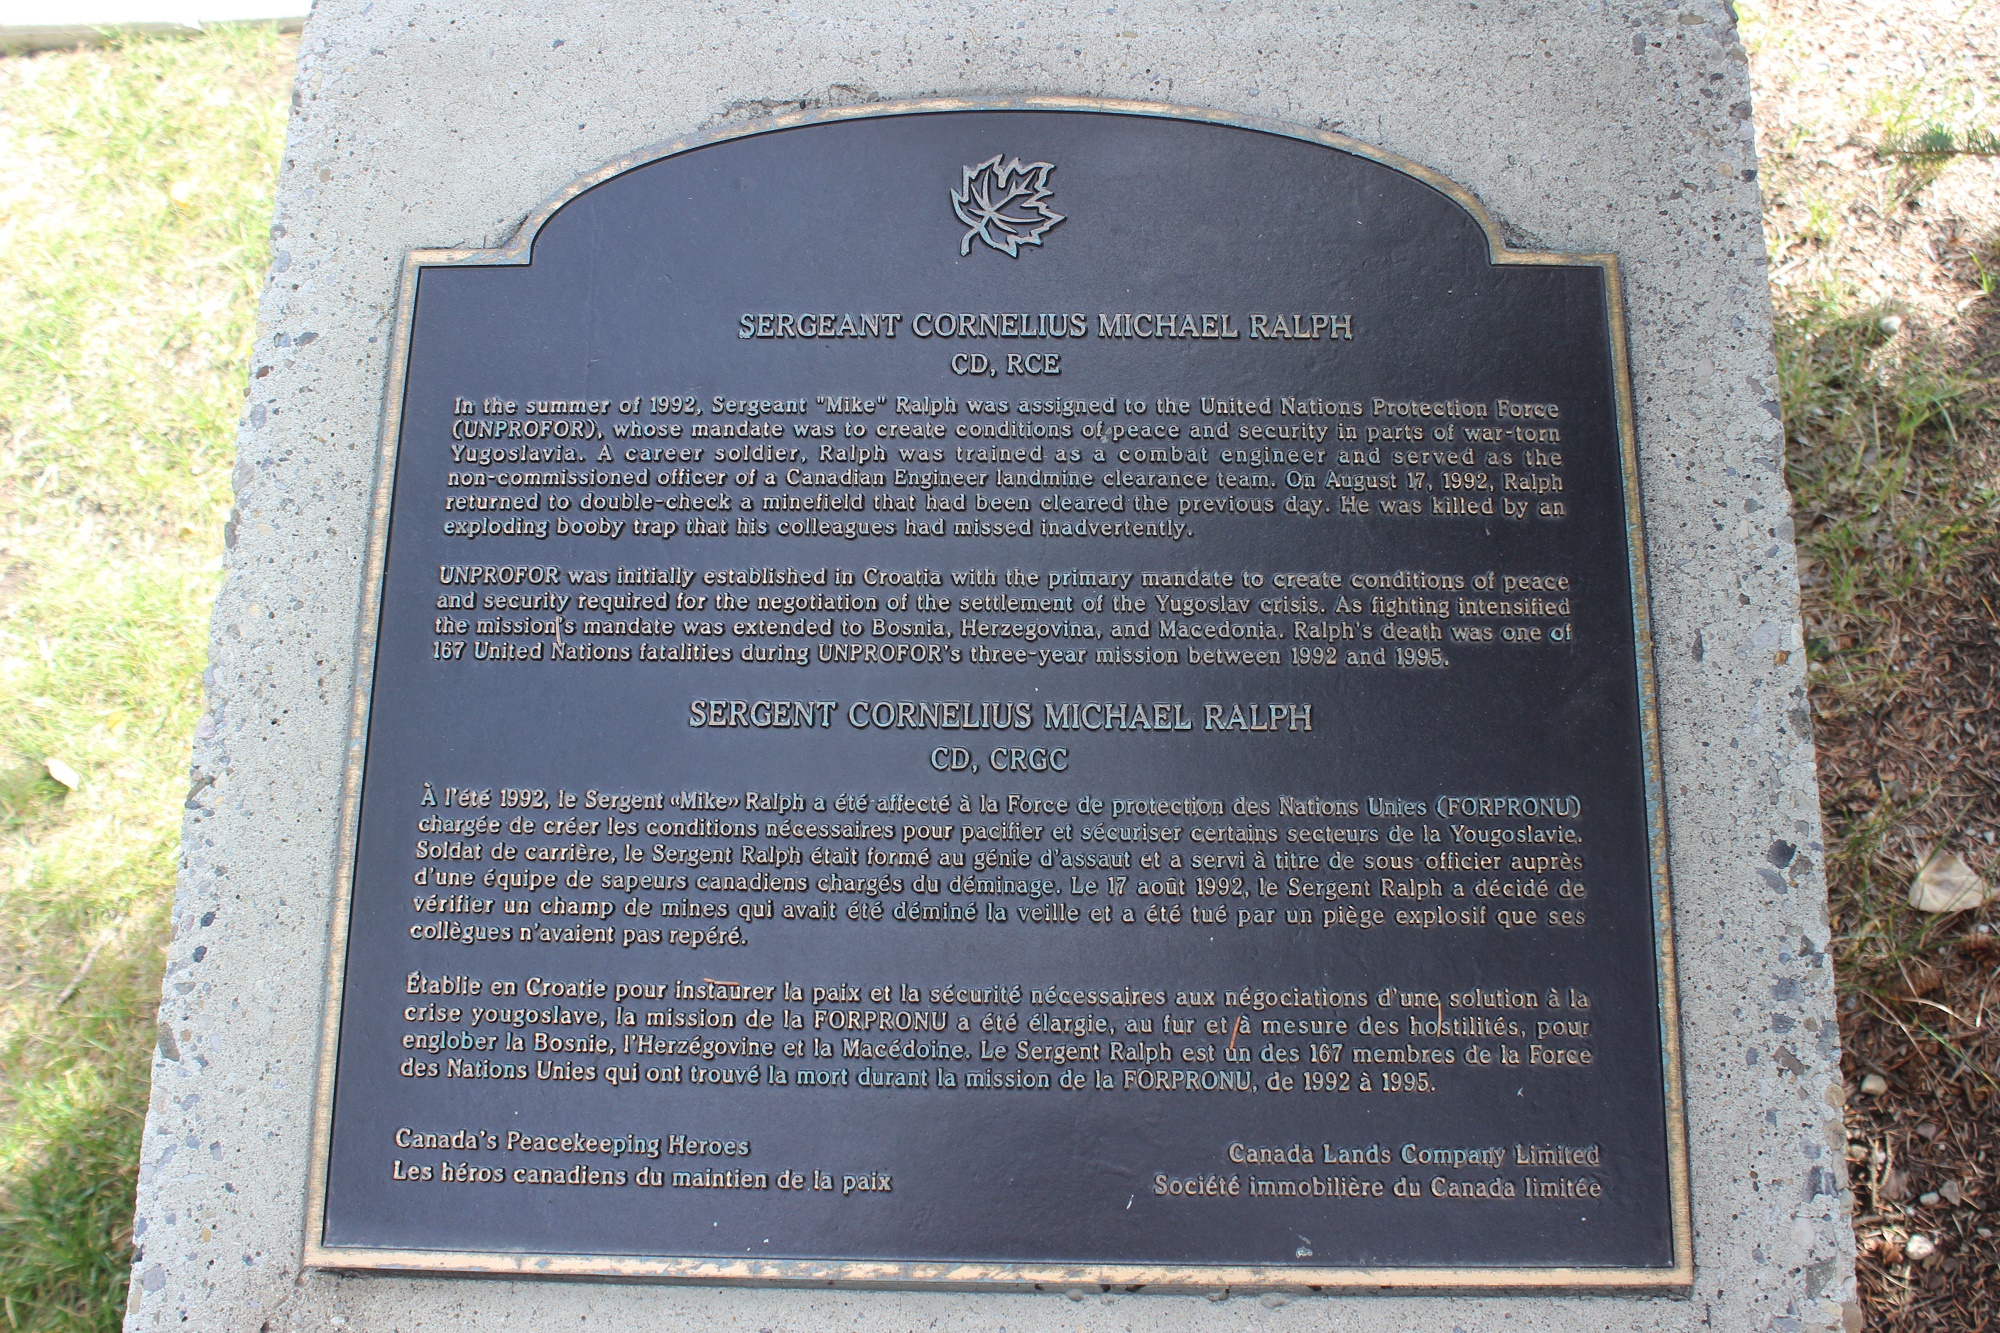 SERGEANT CORNELIUS MICHAEL RALPH
CD, RCE
In the summer of 1992, Sergeant "Mike" Ralph was assigned to the United Nations Protection Force
(UNPROFOR), whose mandate was to create conditions of peace and security in parts of war-torn
Yugoslavia. A career soldier, Ralph was trained as a combat engineer and served as the
non-commissioned officer of a Canadian Engineer landmine clearance team. On August 17, 1992, Ralph
returned to double-check a minefield that had been cleared the previous day. He was killed by an
exploding booby trap that his colleagues had missed inadvertently.
UNPROFOR was initially established in Croatia with the primary mandate to create conditions of peace
and security required for the negotiation of the settlement of the Yugoslav crisis. As fighting intensified
the mission's mandate was extended to Bosnia, Herzegovina, and Macedonia. Ralph's death was one of
167 United Nations fatalities during UNPROFOR's three-year mission between 1992 and 1995.
SERGENT CORNELIUS MICHAEL RALPH
CD, CRGC
À l'été 1992, le Sergent «Mike» Ralph a été affecté à la Force de protection des Nations Unies (FORPRONU)
chargée de créer les conditions nécessaires pour pacifier et sécuriser certains secteurs de la Yougoslavie.
Soldat de carrière, le Sergent Ralph était formé au génie d'assaut et a servi à titre de sous officier auprès
d'une équipe de sapeurs canadiens chargés du déminage. Le 17 août 1992, le Sergent Ralph a décidé de
vérifier un champ de mines qui avait été déminé la veille et a été tué par un piège explosif que ses
collègues n'avaient pas repéré.
Établie en Croatie pour instaurer la paix et la sécurité nécessaires aux négociations d'une solution à la
crise yougoslave, la mission de la FORPRONU a été élargie, au fur et à mesure des hostilités, pour
englober la Bosnie, l'Herzégovine et la Macédoine. Le Sergent Ralph est un des 167 membres de la Force
des Nations Unies qui ont trouvé la mort durant la mission de la FORPRONU, de 1992 à 1995.
Canada's Peacekeeping Heroes
Les héros canadiens du maintien de la paix
Canada Lands Company Limited
Société immobilière du Canada limitée